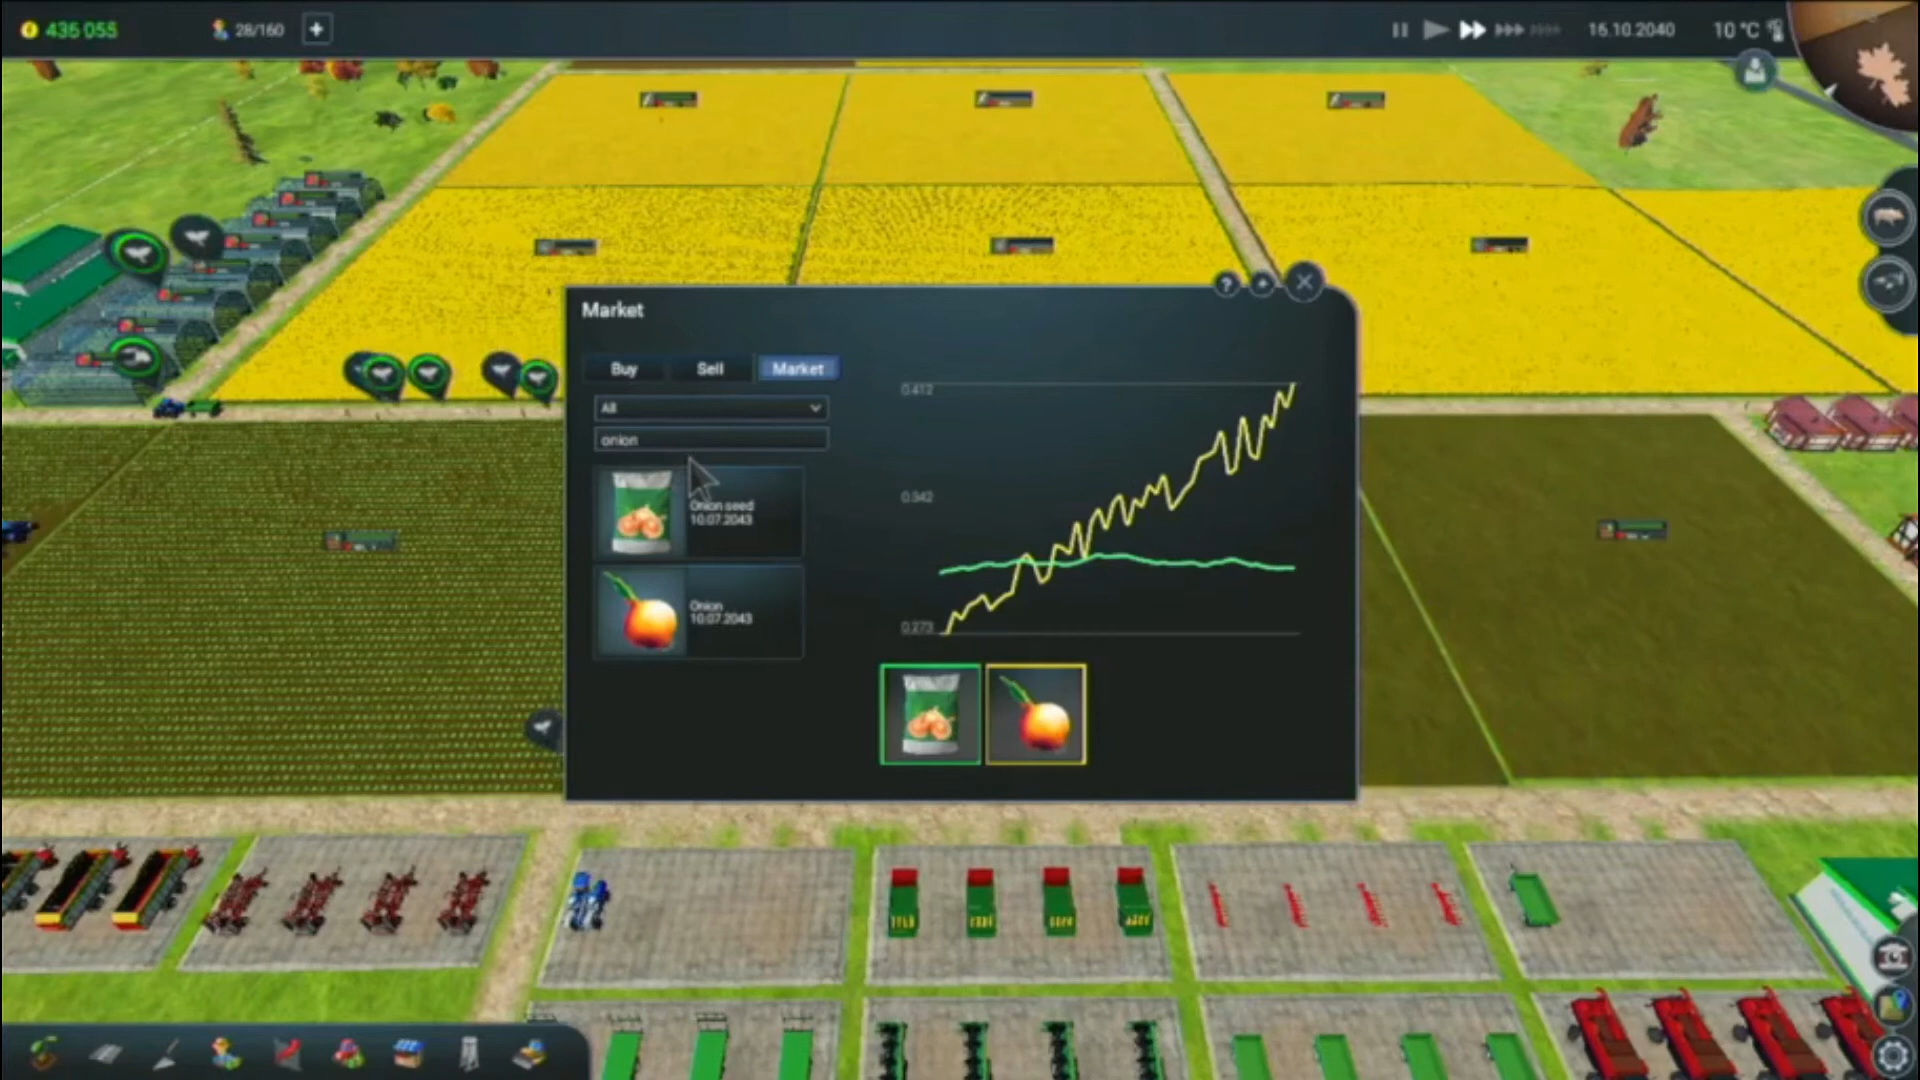 435 055
28/160
+
16.10.2040
10 °C
?
Market
Buy
Sell
Market
All
onion
Onion seed
10.07.2043
Onion
10.07.2043
0.412
0.342
0.273